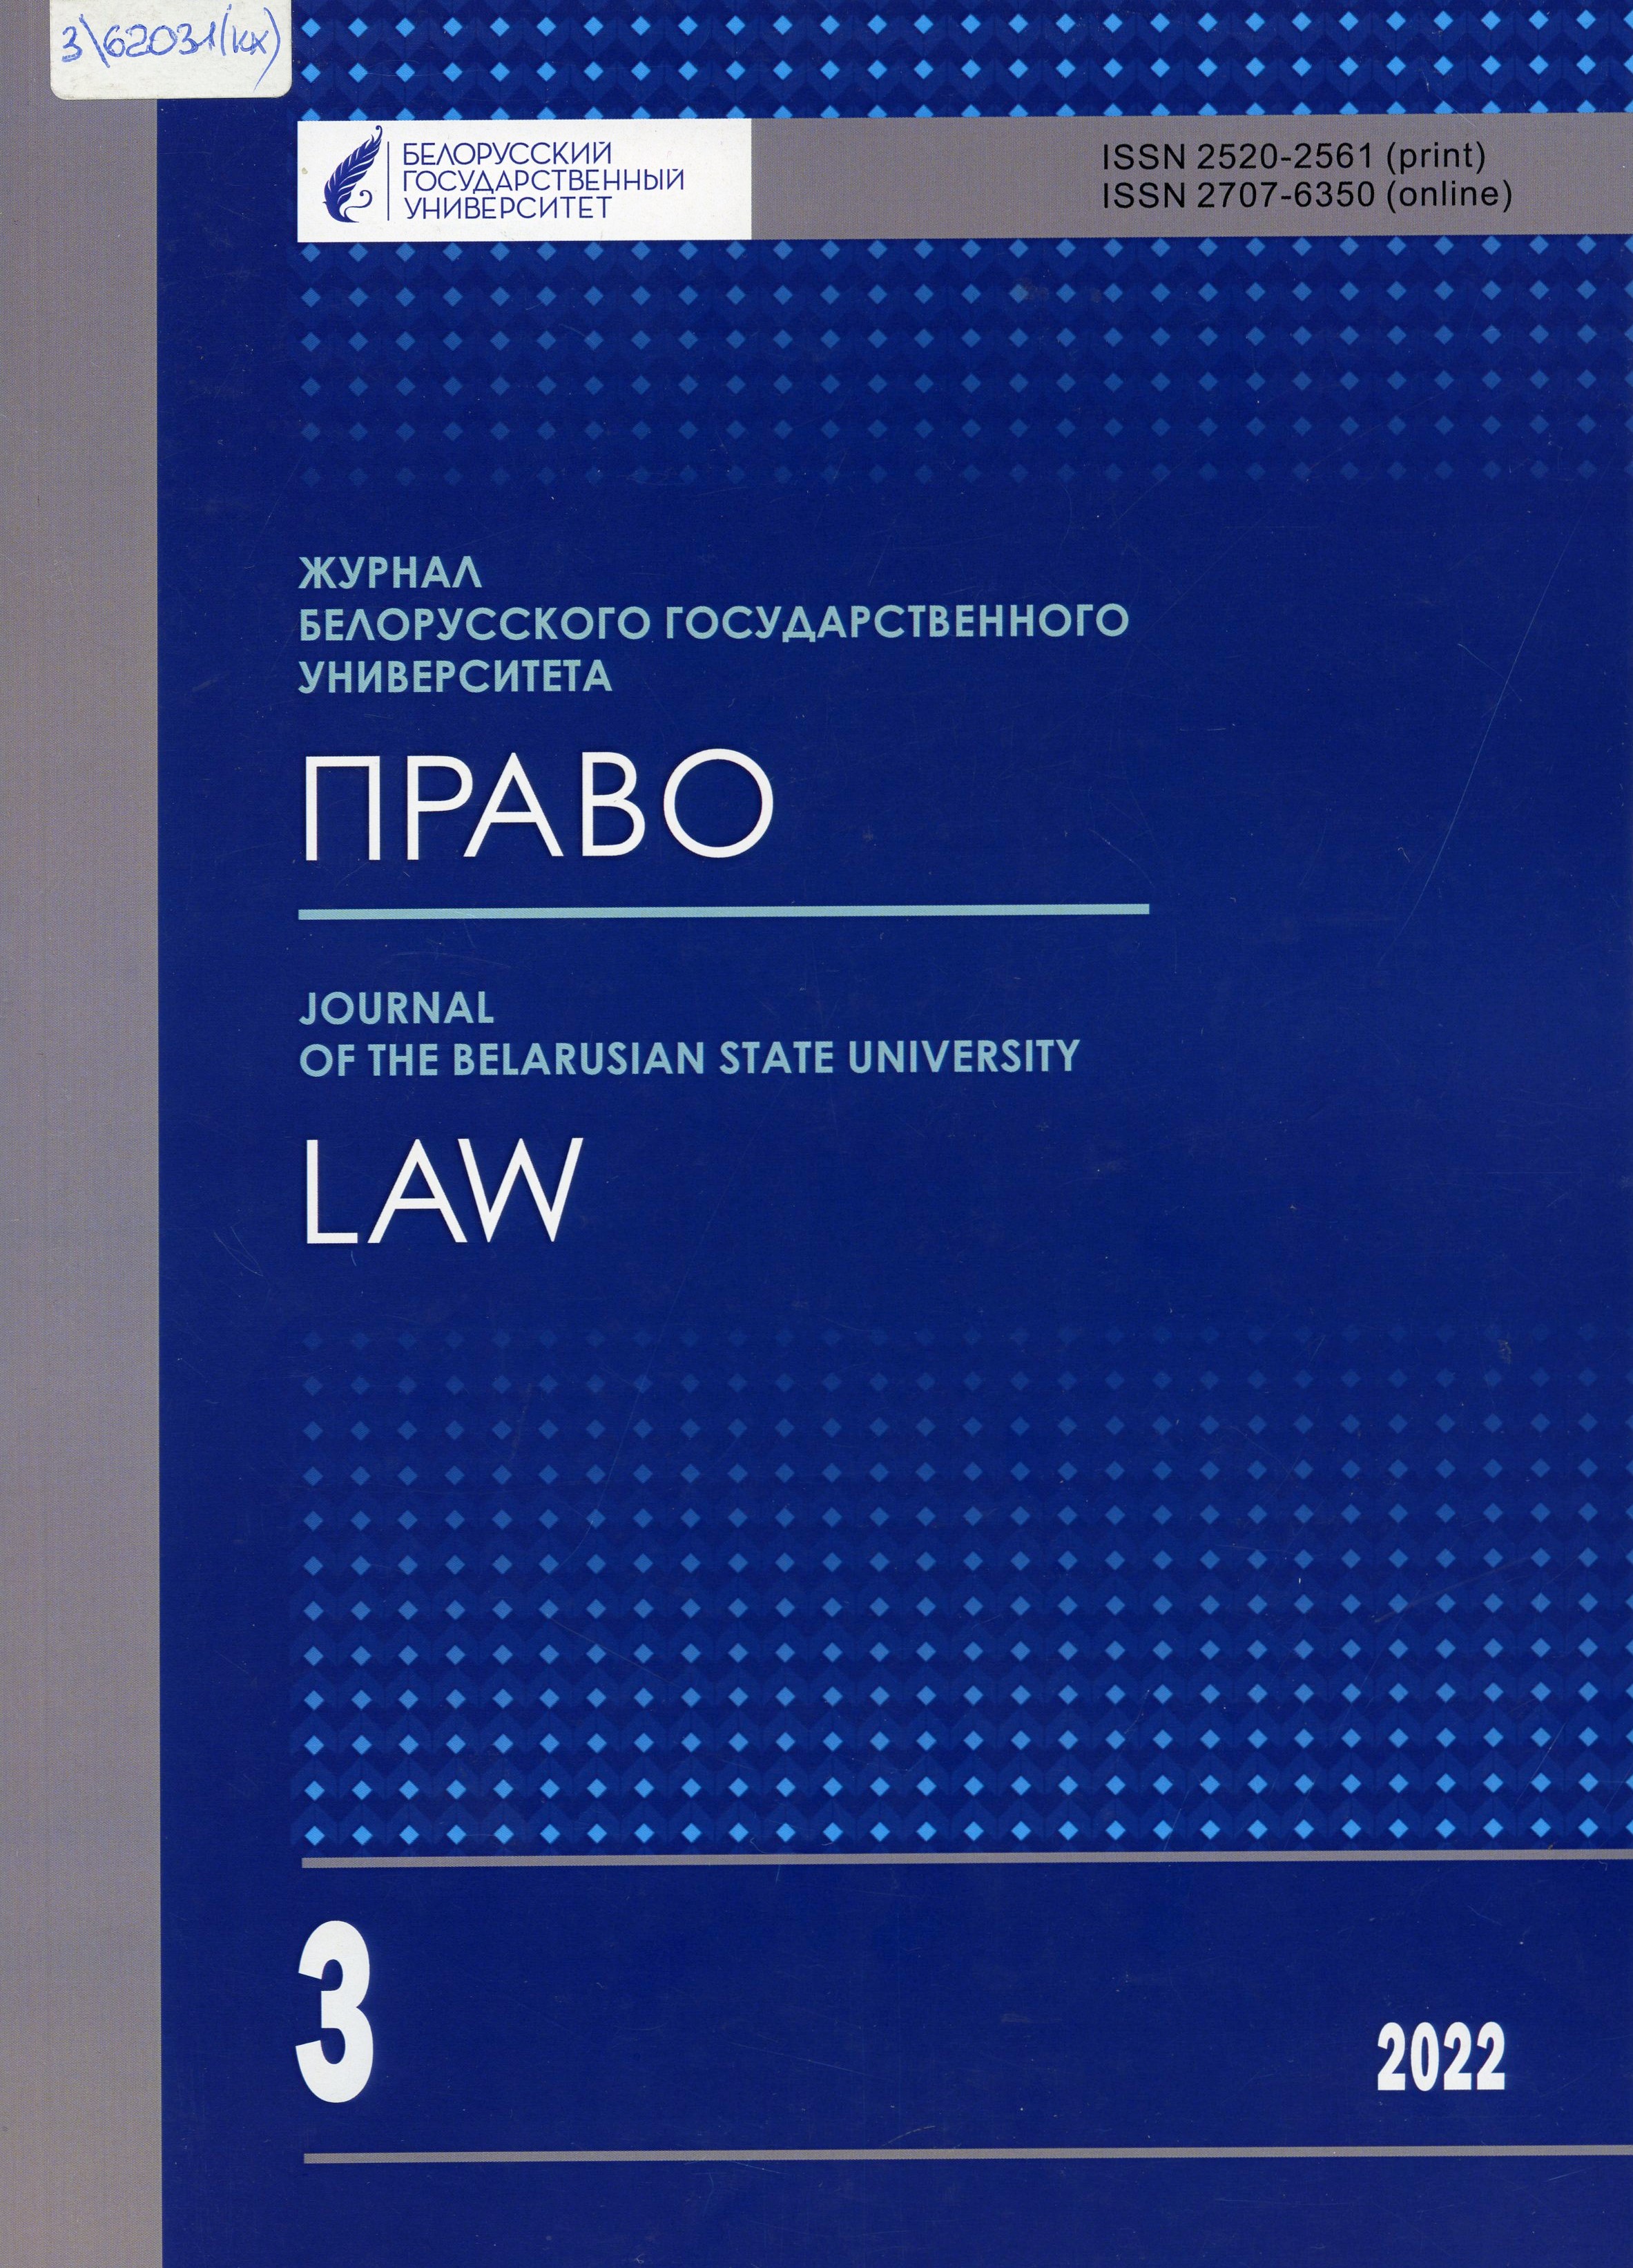 3\62031(кх)
БЕЛОРУССКИЙ
ГОСУДАРСТВЕННЫЙ
УНИВЕРСИТЕТ
ISSN 2520-2561 (print)
ISSN 2707-6350 (online)
ЖУРНАЛ
БЕЛОРУССКОГО ГОСУДАРСТВЕННОГО
УНИВЕРСИТЕТА
ПРАВО
JOURNAL
OF THE BELARUSIAN STATE UNIVERSITY
LAW
3
2022